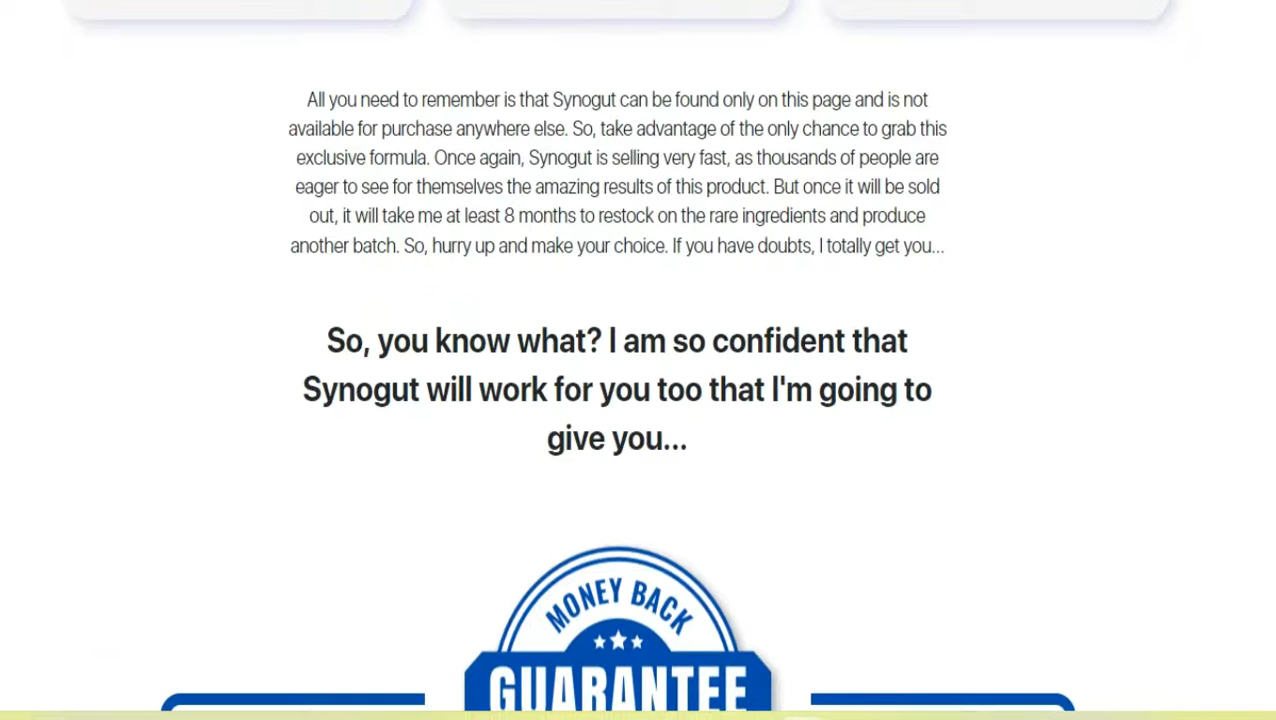 All you need to remember is that Synogut can be found only on this page and is not
available for purchase anywhere else. So, take advantage of the only chance to grab this
exclusive formula. Once again, Synogut is selling very fast, as thousands of people are
eager to see for themselves the amazing results of this product. But once it will be sold
out, it will take me at least 8 months to restock on the rare ingredients and produce
another batch. So, hurry up and make your choice. If you have doubts, I totally get you...
So, you know what? I am so confident that
Synogut will work for you too that I'm going to
give you...
MONEY BACK
GUARANTEE